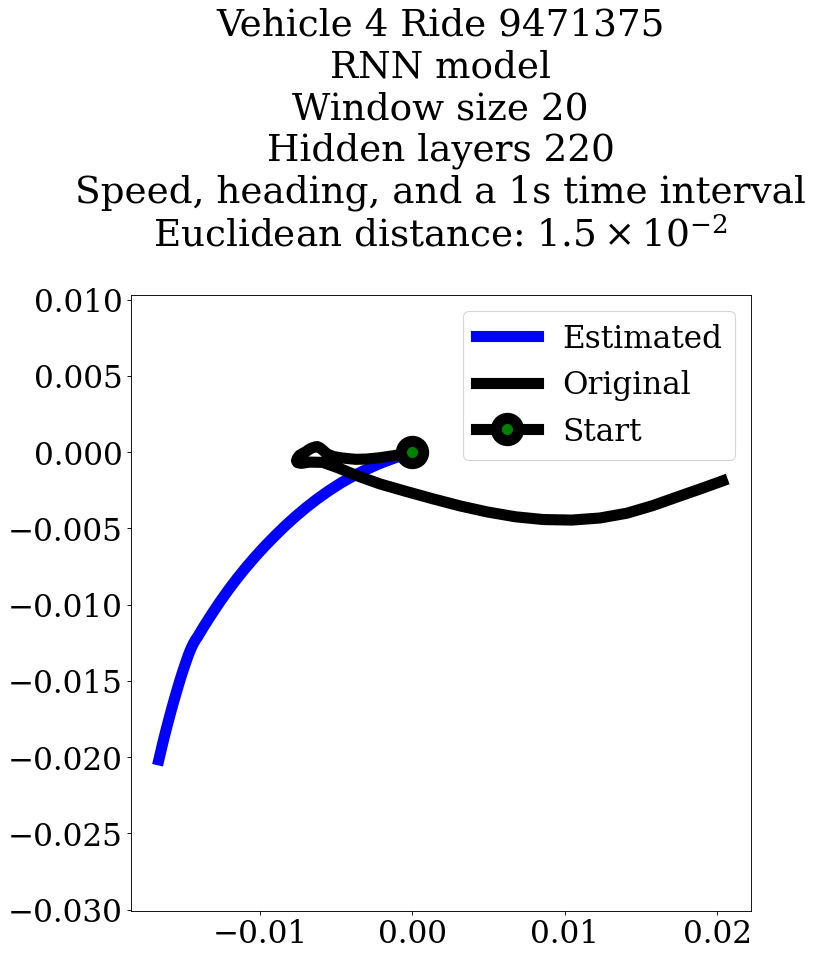 Vehicle 4 Ride 9471375
RNN model
Window size 20
Hidden layers 220
Speed, heading, and a 1s time interval
Euclidean distance: 1.5 × 10⁻²
Estimated
Original
Start
0.010
0.005
0.000
−0.005
−0.010
−0.015
−0.020
−0.025
−0.030
−0.01
0.00
0.01
0.02